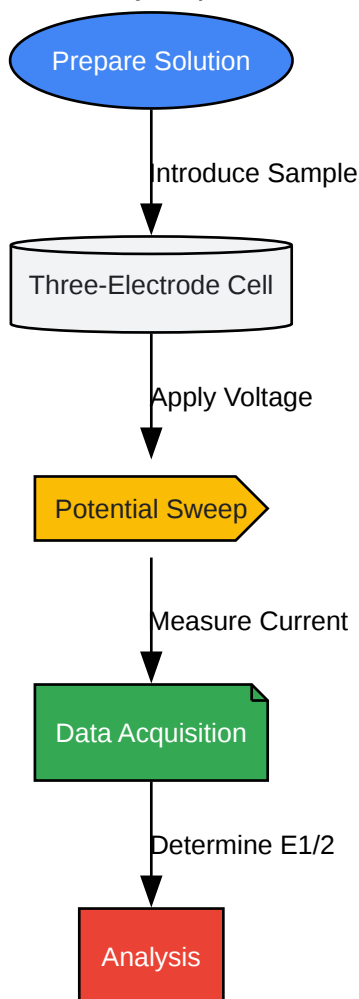 Prepare Solution
Introduce Sample
Three-Electrode Cell
Apply Voltage
Potential Sweep
Measure Current
Data Acquisition
Determine E1/2
Analysis